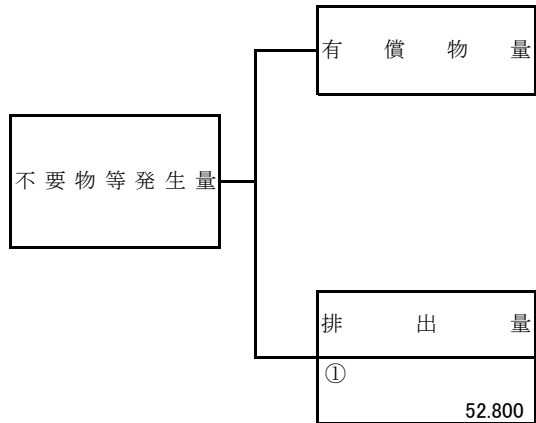 有償物量
不要物等発生量
排出量
①
52.800